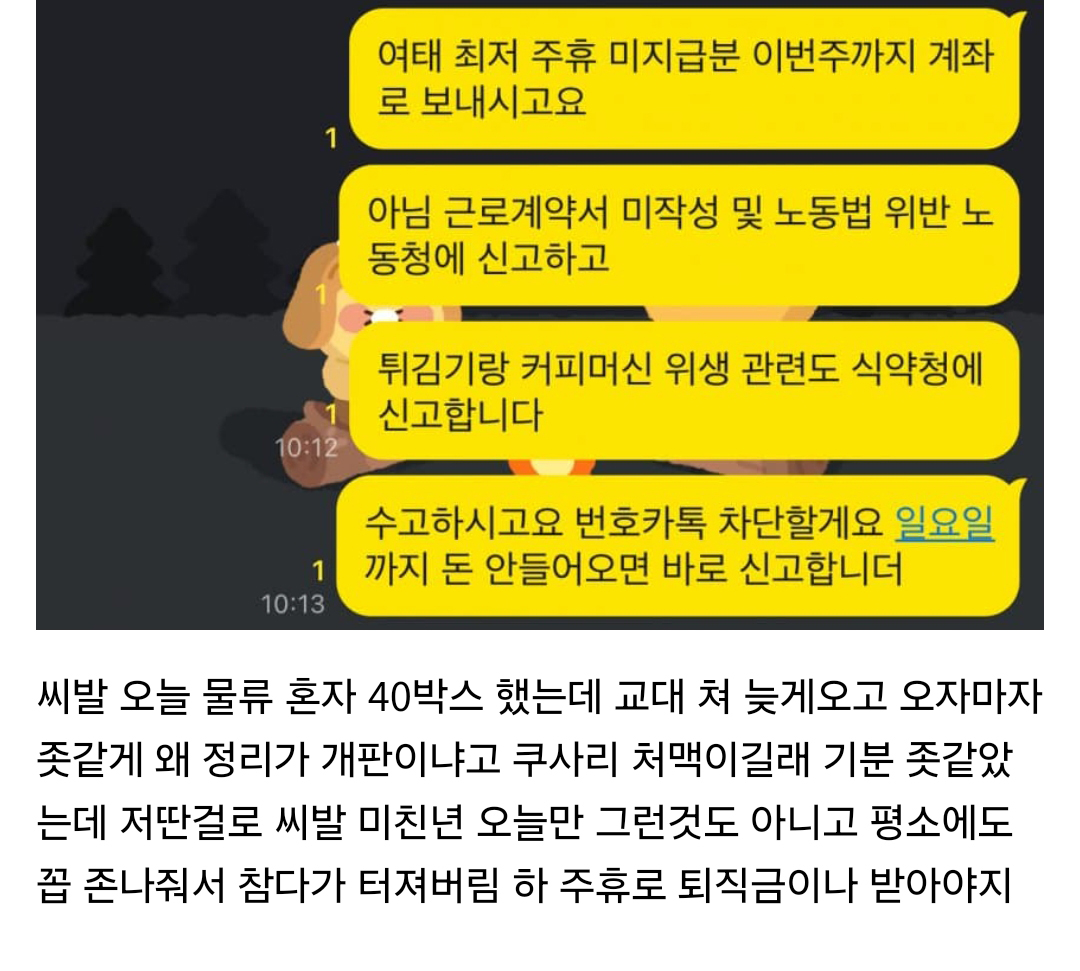 여태 최저 주휴 미지급분 이번주까지 계좌
로 보내시고요
1
아님 근로계약서 미작성 및 노동법 위반 노
동청에 신고하고
1
튀김기랑 커피머신 위생 관련도 식약청에
신고합니다
1
10:12
수고하시고요 번호카톡 차단할게요 일요일
까지 돈 안들어오면 바로 신고합니더
1
10:13
씨발 오늘 물류 혼자 40박스 했는데 교대 쳐 늦게오고 오자마자
좃같게 왜 정리가 개판이냐고 쿠사리 처맥이길래 기분 좃같았
는데 저딴걸로 씨발 미친년 오늘만 그런것도 아니고 평소에도
꼽 존나줘서 참다가 터져버림 하 주휴로 퇴직금이나 받아야지